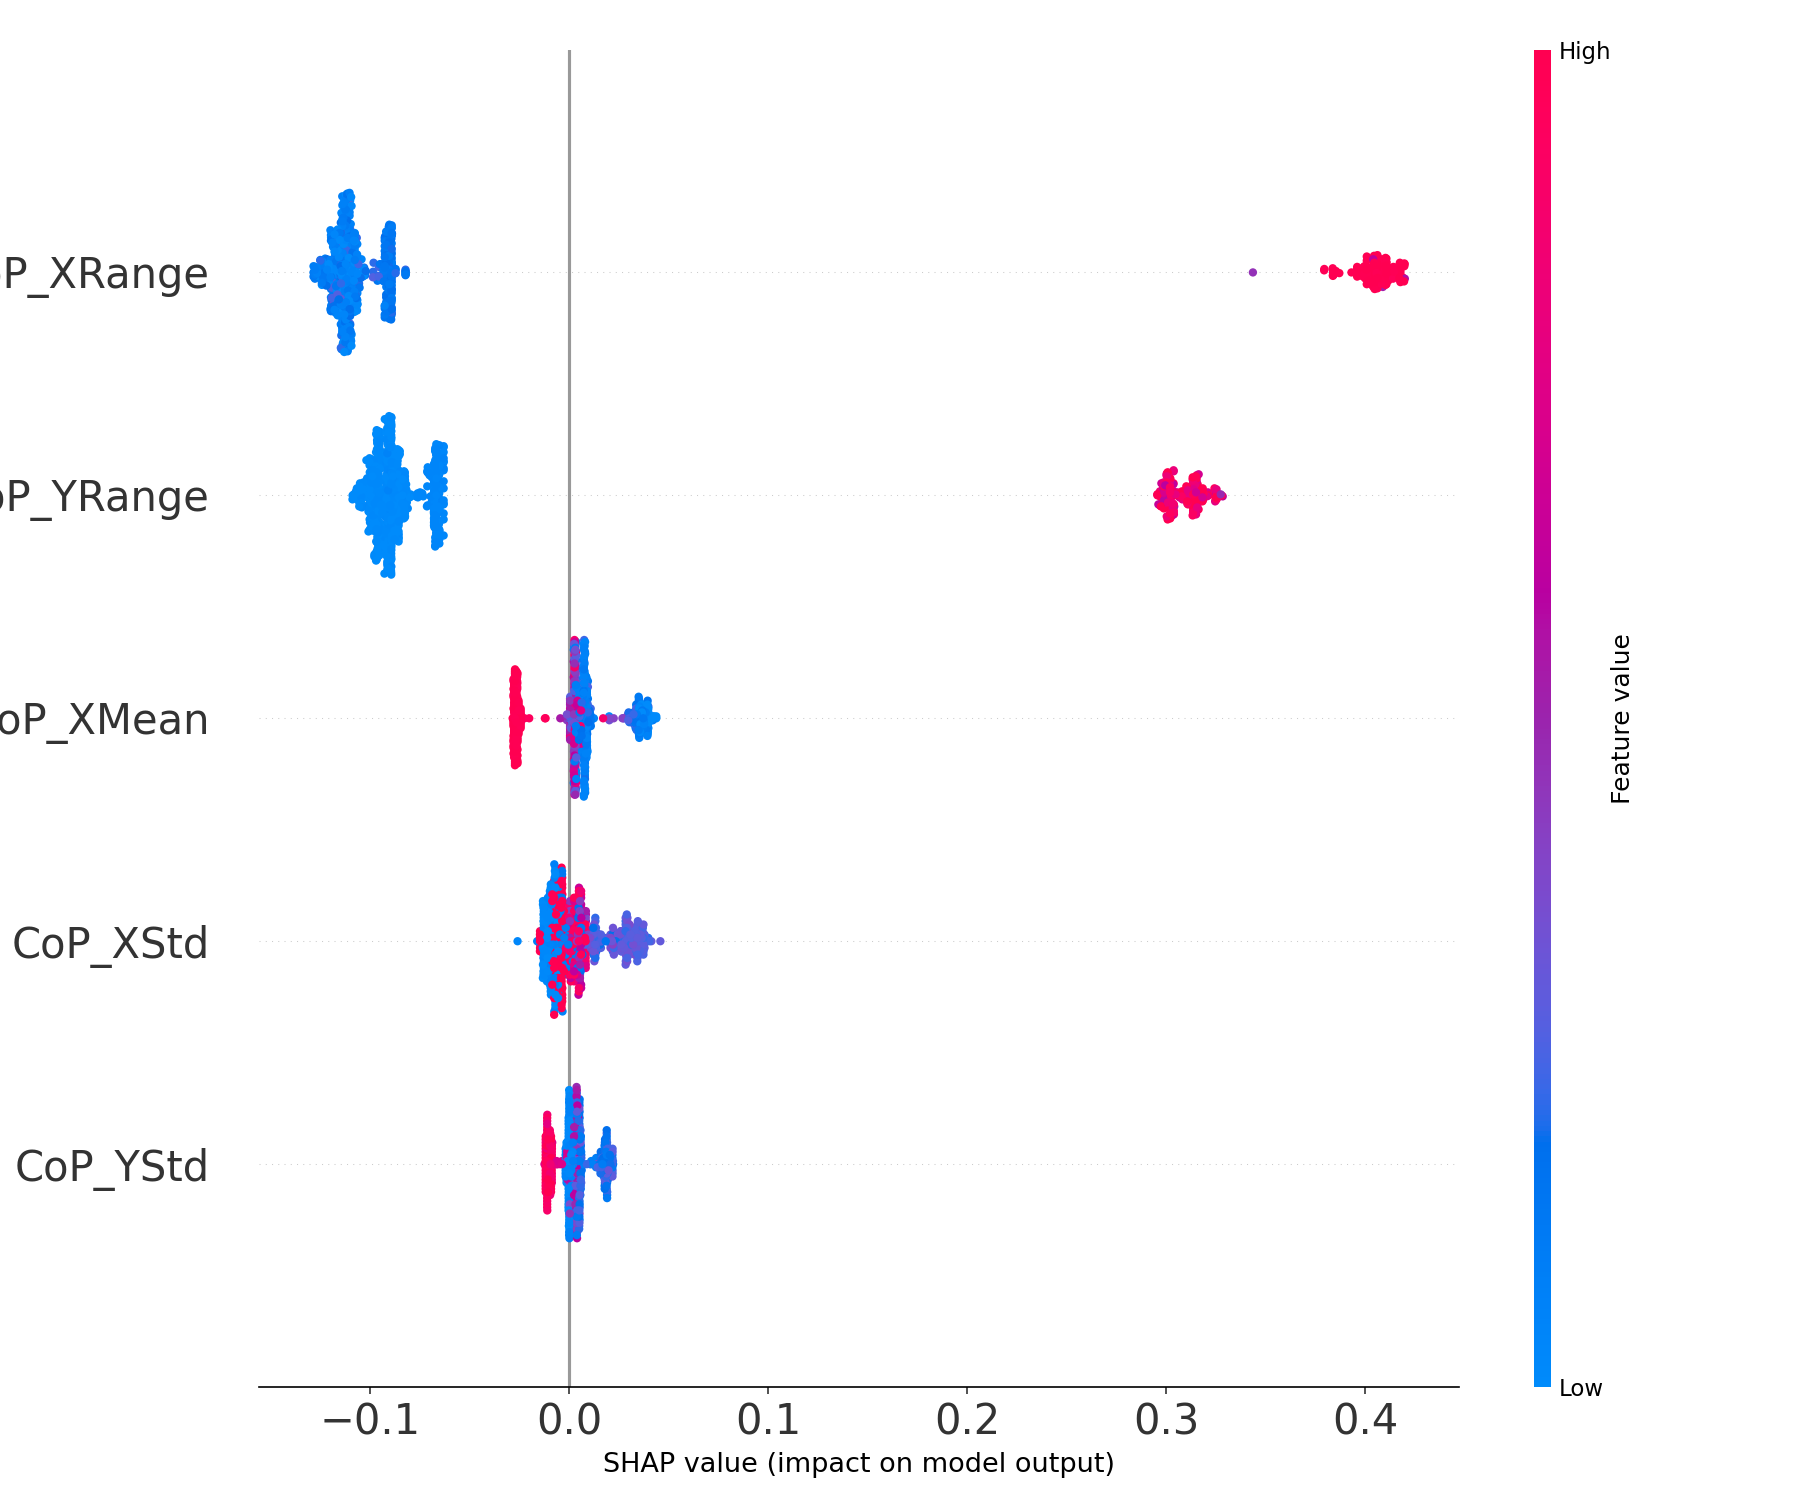 High
P_XRange
oP_YRange
oP_XMean
CoP_XStd
CoP_YStd
Feature value
Low
−0.1 0.0 0.1 0.2 0.3 0.4
SHAP value (impact on model output)